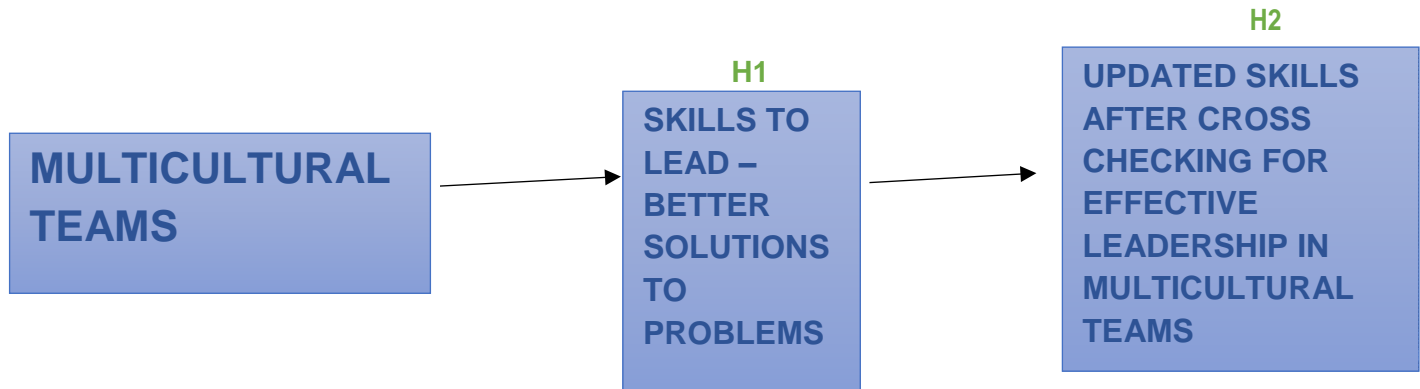 MULTICULTURAL
TEAMS
H1
SKILLS TO
LEAD –
BETTER
SOLUTIONS
TO
PROBLEMS
H2
UPDATED SKILLS
AFTER CROSS
CHECKING FOR
EFFECTIVE
LEADERSHIP IN
MULTICULTURAL
TEAMS